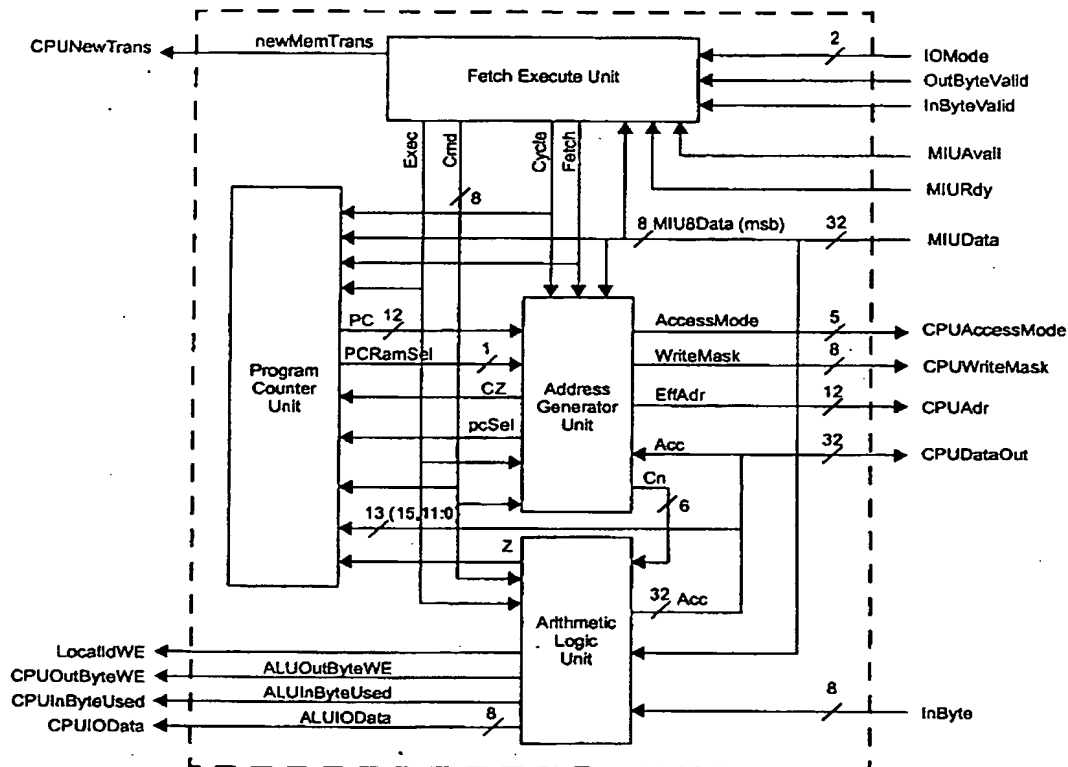 CPUNewTrans
newMemTrans
Fetch Execute Unit
2
IOMode
OutByteValid
InByteValid
Exec
Cmd
Cycle
Fetch
MIUAvail
MIURdy
8
8 MIU8Data (msb)
32
MIUData
PC 12
AccessMode
5
CPUAccessMode
PCRamSel 1
WriteMask
8
CPUWriteMask
Program
Counter
Unit
CZ
Address
Generator
Unit
EffAdr
12
CPUAdr
pcSel
Acc
32
CPUDataOut
Cn
6
13 (15,11:0)
Z
32 Acc
Arithmetic
Logic
Unit
LocalIdWE
CPUOutByteWE
ALUOutByteWE
CPUInByteUsed
ALUInByteUsed
CPUIOData
ALUIOData
8
8
InByte